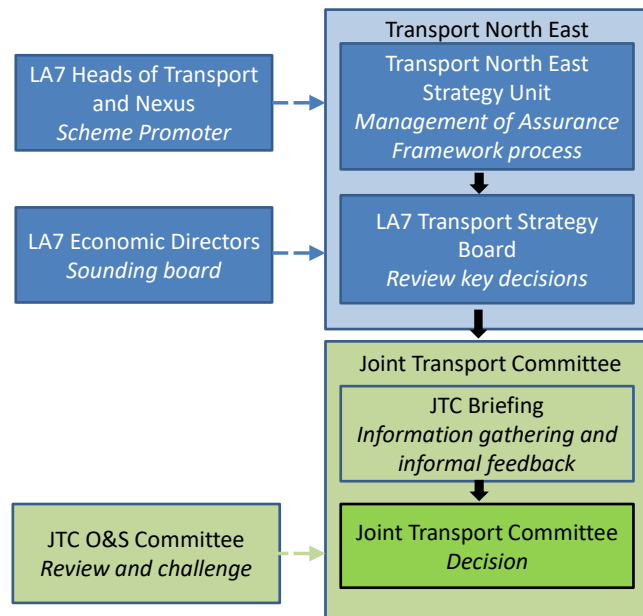 Transport North East
LA7 Heads of Transport
and Nexus
Scheme Promoter
Transport North East
Strategy Unit
Management of Assurance
Framework process
LA7 Economic Directors
Sounding board
LA7 Transport Strategy
Board
Review key decisions
Joint Transport Committee
JTC Briefing
Information gathering and
informal feedback
JTC O&S Committee
Review and challenge
Joint Transport Committee
Decision